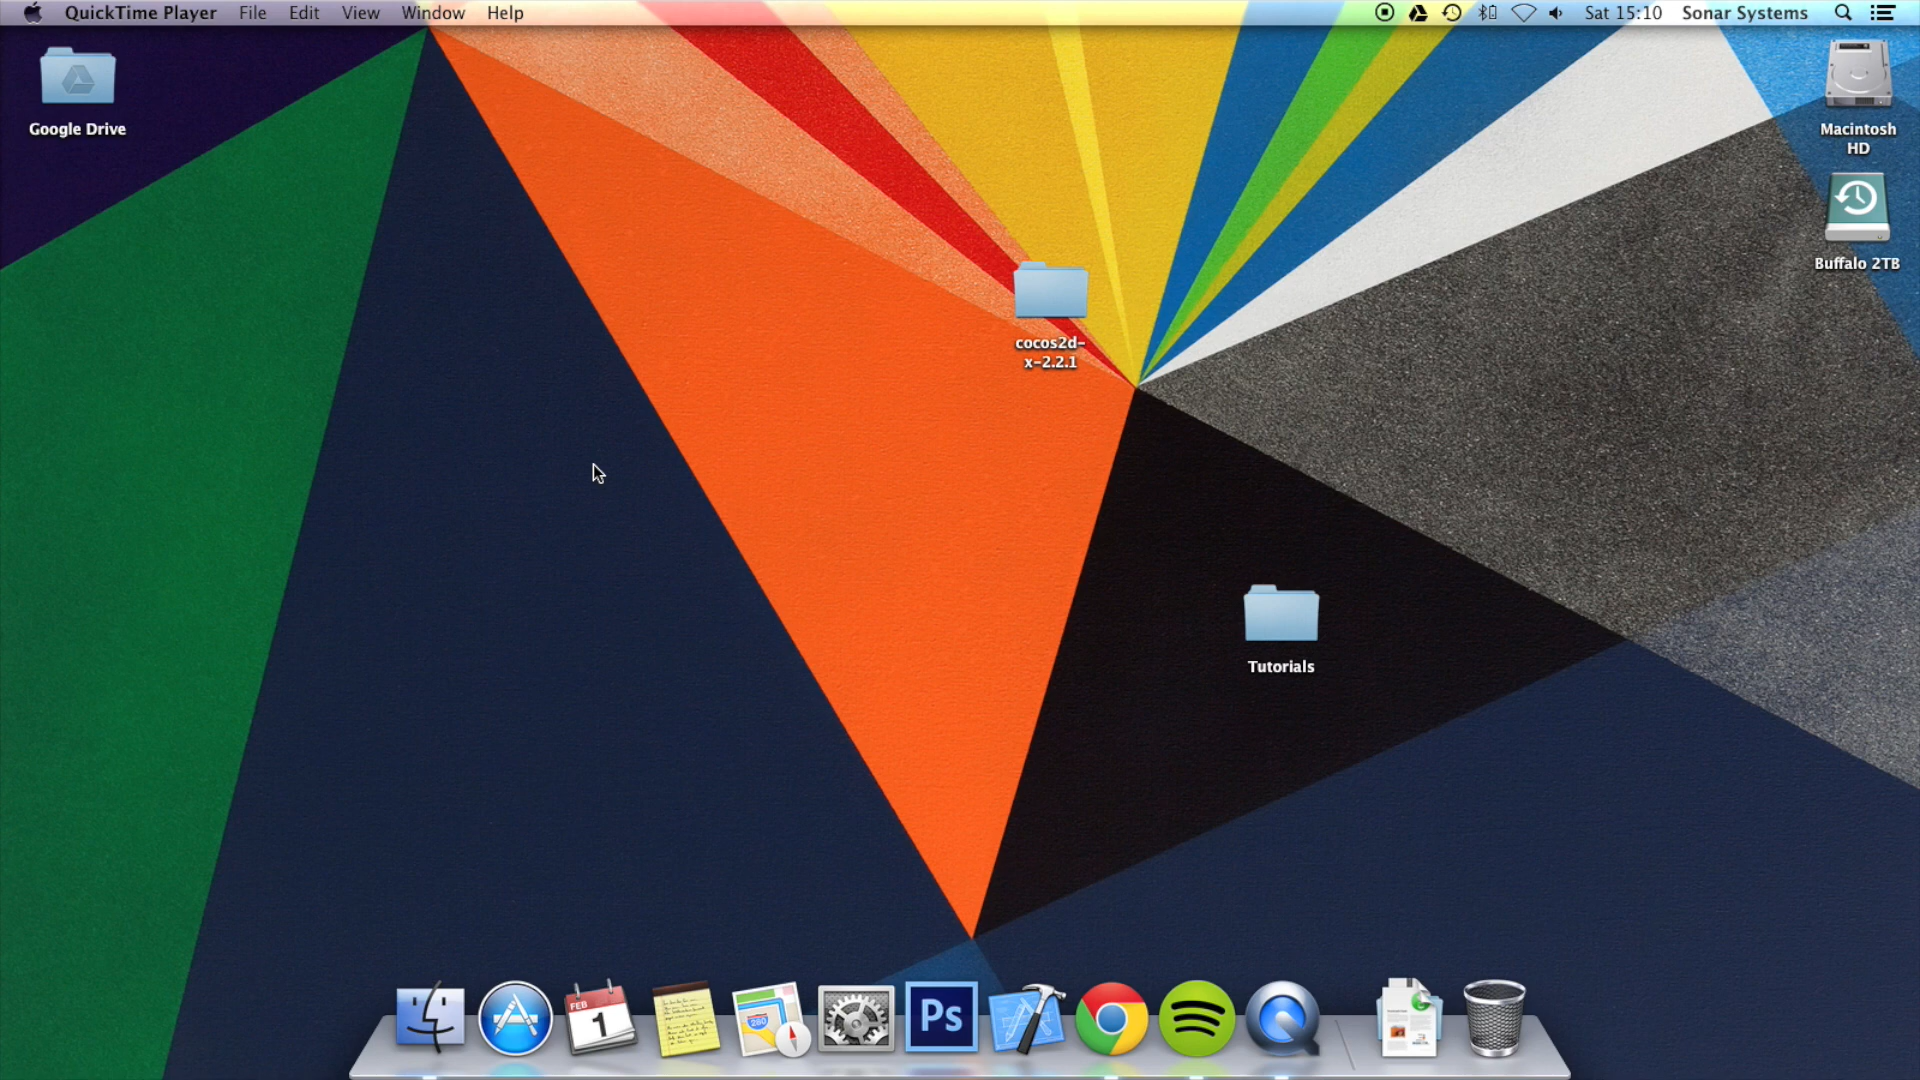 QuickTime Player File Edit View Window Help Sat 15:10 Sonar Systems
Google Drive
Macintosh
HD
Buffalo 2TB
cocos2d-
x-2.2.1
Tutorials
FEB
1
280
Ps